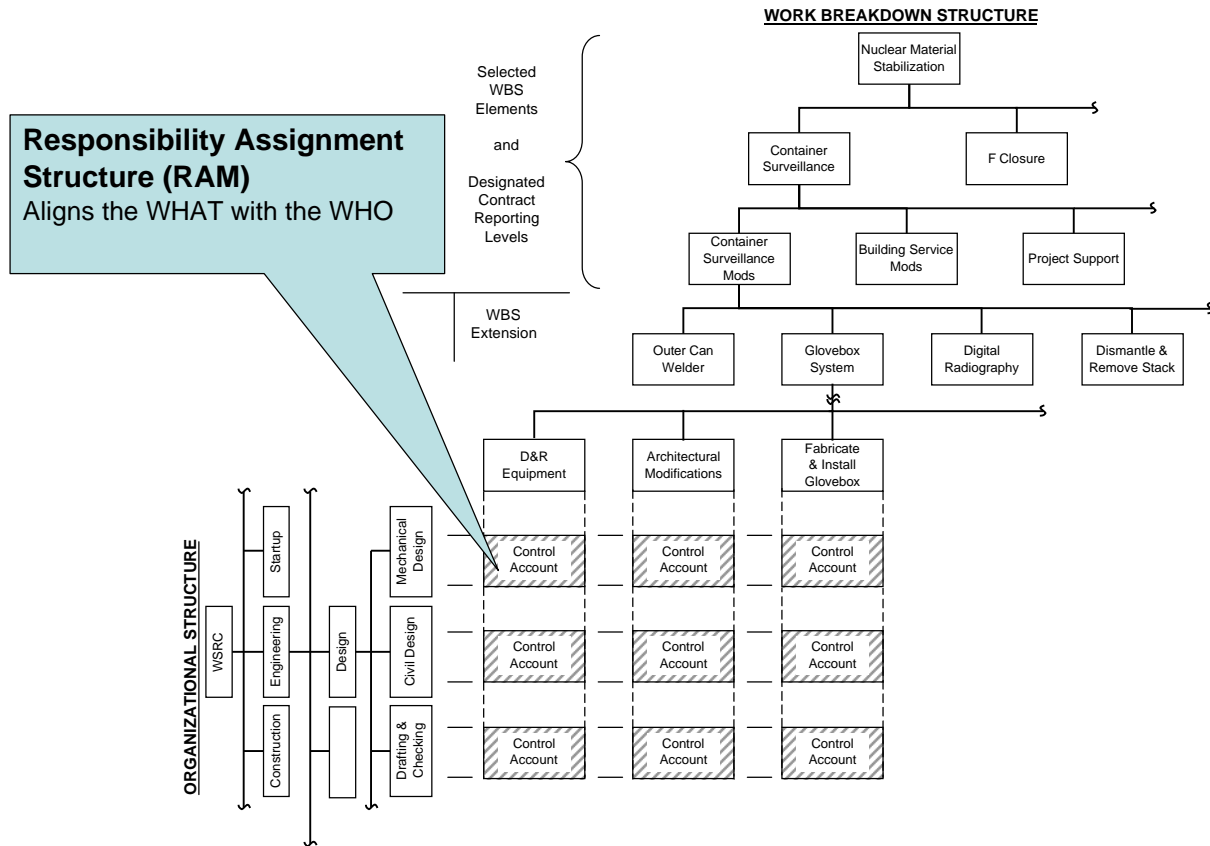 WORK BREAKDOWN STRUCTURE
Nuclear Material
Stabilization
Selected
WBS
Elements
and
Designated
Contract
Reporting
Levels
Responsibility Assignment
Structure (RAM)
Aligns the WHAT with the WHO
Container
Surveillance
F Closure
Container
Surveillance
Mods
Building Service
Mods
Project Support
WBS
Extension
Outer Can
Welder
Glovebox
System
Digital
Radiography
Dismantle &
Remove Stack
D&R
Equipment
Architectural
Modifications
Fabricate
& Install
Glovebox
ORGANIZATIONAL STRUCTURE
WSRC
Startup
Engineering
Construction
Design
Mechanical
Design
Civil Design
Drafting &
Checking
Control
Account
Control
Account
Control
Account
Control
Account
Control
Account
Control
Account
Control
Account
Control
Account
Control
Account